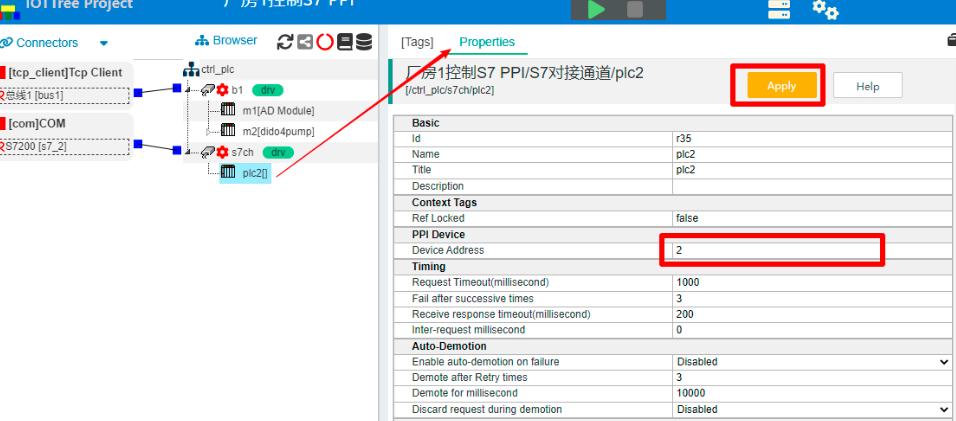 IOTTree Project
厂房1控制S7 PPI
Connectors
[tcp_client]Tcp Client
总线1 [bus1]
[com]COM
S7200 [s7_2]
Browser
ctrl_plc
b1 drv
m1[AD Module]
m2[dido4pump]
s7ch drv
plc2[]
[Tags] Properties
厂房1控制S7 PPI/S7对接通道/plc2
[/ctrl_plc/s7ch/plc2]
Apply Help
Basic
Id r35
Name plc2
Title plc2
Description
Context Tags
Ref Locked false
PPI Device
Device Address 2
Timing
Request Timeout(millisecond) 1000
Fail after successive times 3
Receive response timeout(millisecond) 200
Inter-request millisecond 0
Auto-Demotion
Enable auto-demotion on failure Disabled
Demote after Retry times 3
Demote for millisecond 10000
Discard request during demotion Disabled